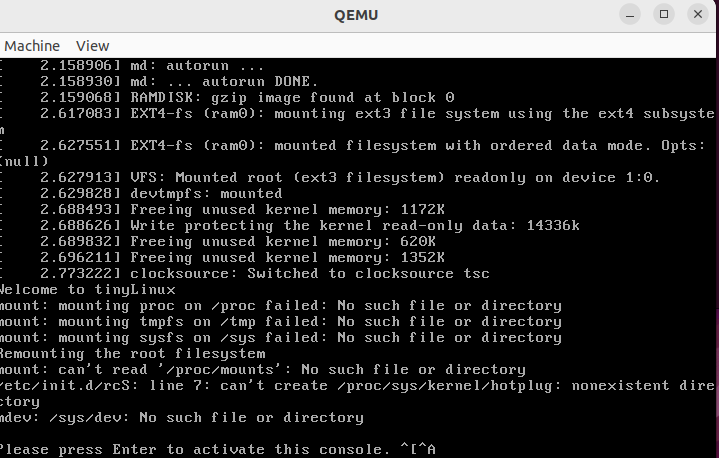 QEMU
Machine View
[    2.158906] md: autorun ...
[    2.158930] md: ... autorun DONE.
[    2.159068] RAMDISK: gzip image found at block 0
[    2.617083] EXT4-fs (ram0): mounting ext3 file system using the ext4 subsyste
m
[    2.627551] EXT4-fs (ram0): mounted filesystem with ordered data mode. Opts:
(null)
[    2.627913] VFS: Mounted root (ext3 filesystem) readonly on device 1:0.
[    2.629828] devtmpfs: mounted
[    2.688493] Freeing unused kernel memory: 1172K
[    2.688626] Write protecting the kernel read-only data: 14336k
[    2.689832] Freeing unused kernel memory: 620K
[    2.696211] Freeing unused kernel memory: 1352K
[    2.773222] clocksource: Switched to clocksource tsc
Welcome to tinyLinux
mount: mounting proc on /proc failed: No such file or directory
mount: mounting tmpfs on /tmp failed: No such file or directory
mount: mounting sysfs on /sys failed: No such file or directory
Remounting the root filesystem
mount: can't read '/proc/mounts': No such file or directory
/etc/init.d/rcS: line 7: can't create /proc/sys/kernel/hotplug: nonexistent dire
ctory
mdev: /sys/dev: No such file or directory
Please press Enter to activate this console. ^[^A